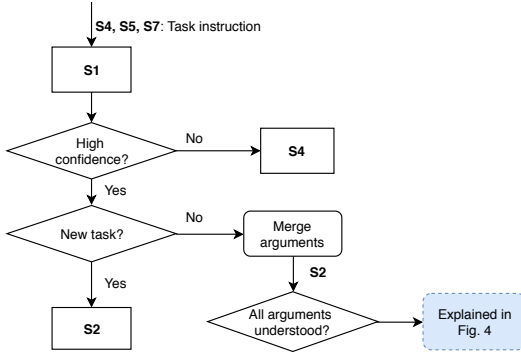 S4, S5, S7: Task instruction
S1
High
confidence?
No
S4
Yes
New task?
No
Merge
arguments
Yes
S2
S2
All arguments
understood?
Explained in
Fig. 4